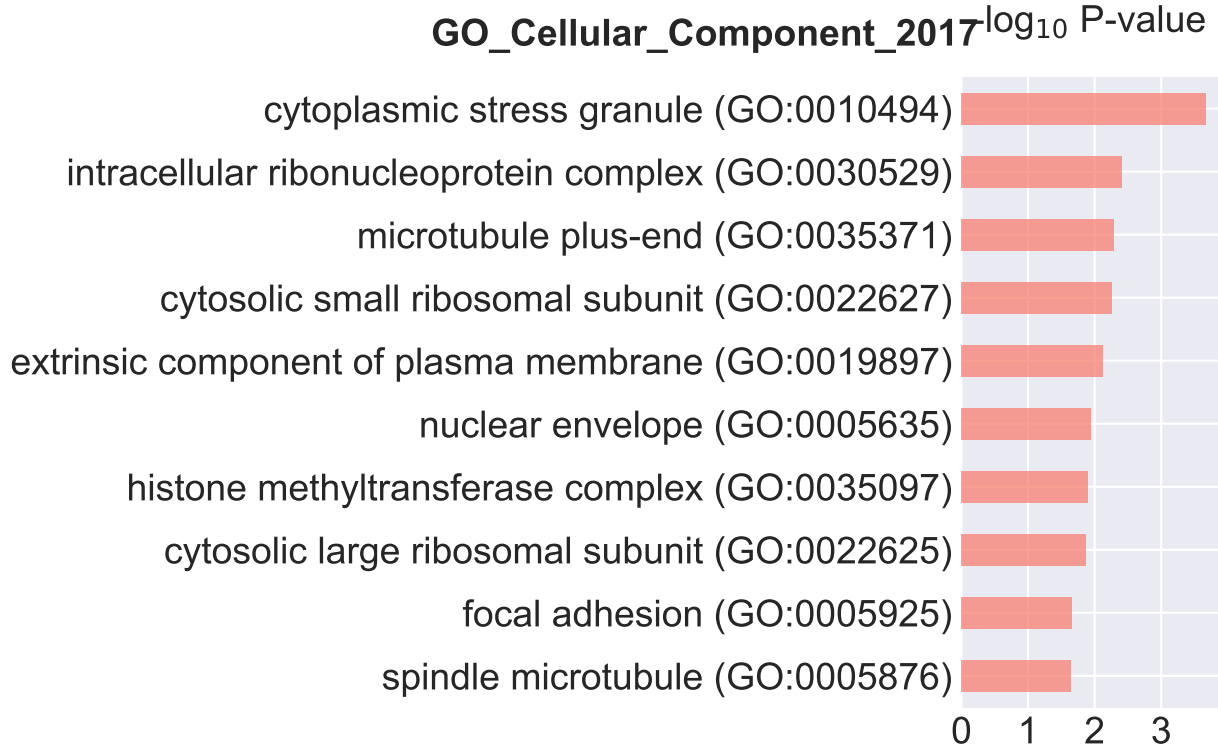 GO_Cellular_Component_2017
-log10 P-value
cytoplasmic stress granule (GO:0010494)
intracellular ribonucleoprotein complex (GO:0030529)
microtubule plus-end (GO:0035371)
cytosolic small ribosomal subunit (GO:0022627)
extrinsic component of plasma membrane (GO:0019897)
nuclear envelope (GO:0005635)
histone methyltransferase complex (GO:0035097)
cytosolic large ribosomal subunit (GO:0022625)
focal adhesion (GO:0005925)
spindle microtubule (GO:0005876)
0 1 2 3